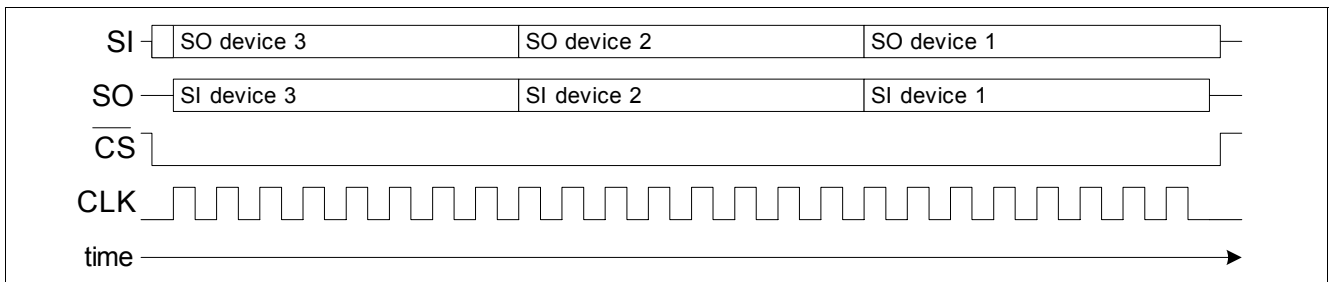 SI SO device 3 SO device 2 SO device 1
SO SI device 3 SI device 2 SI device 1
CS
CLK
time